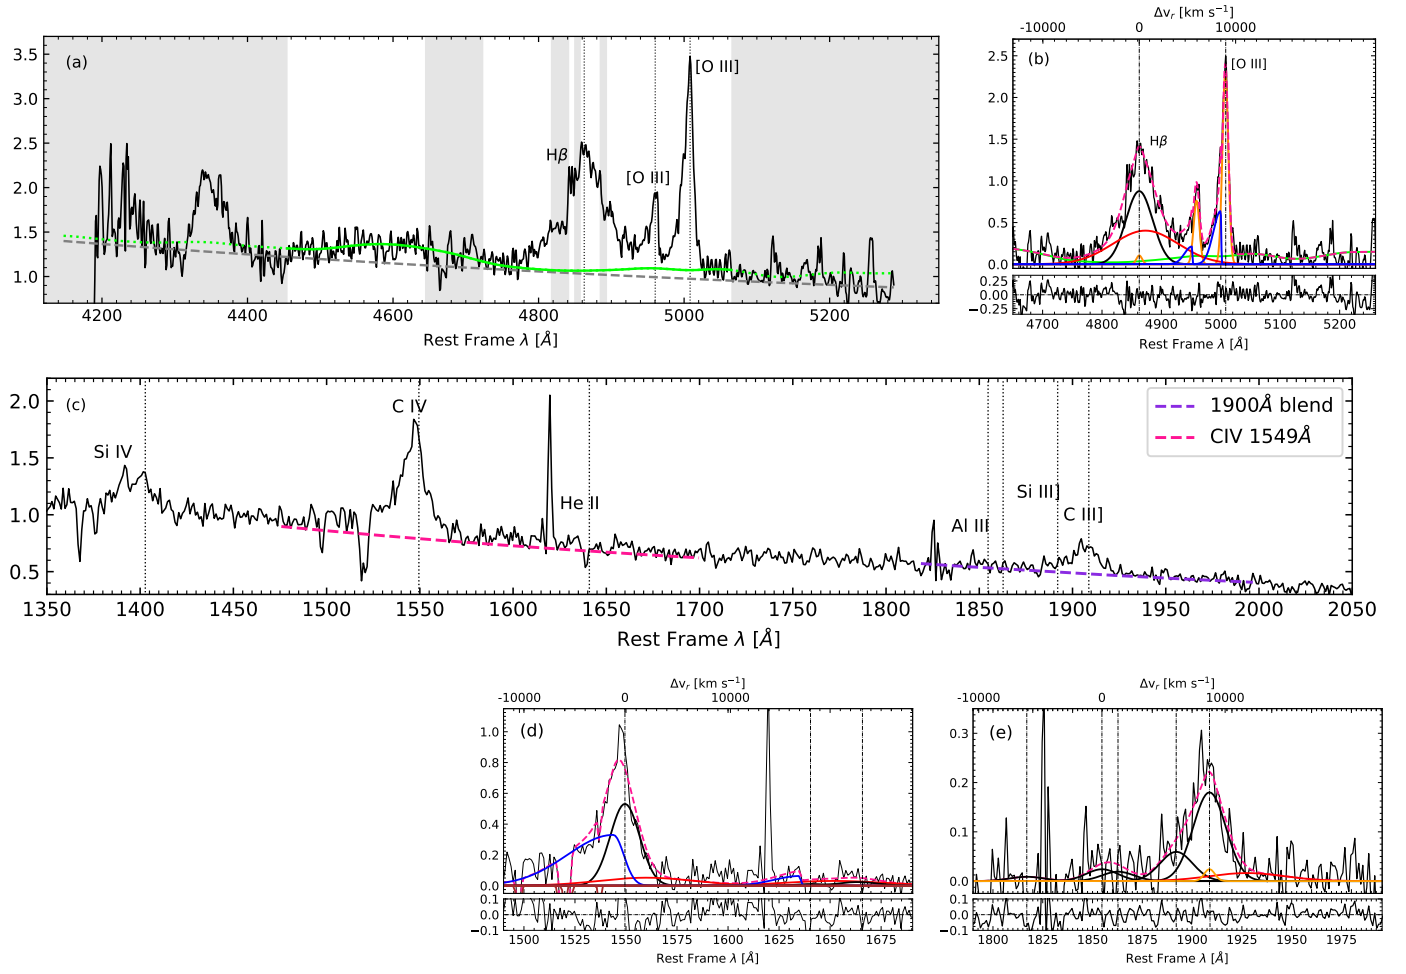 Δvᵣ [km s⁻¹]
-10000 0 10000
(a)
3.5
3.0
2.5
2.0
1.5
1.0
Hβ
[O III]
[O III]
4200 4400 4600 4800 5000 5200
Rest Frame λ [Å]
(b)
2.5
2.0
1.5
1.0
0.5
0.0
Hβ
[O III]
0.25
0.00
−0.25
4700 4800 4900 5000 5100 5200
Rest Frame λ [Å]
(c)
2.0
1.5
1.0
0.5
Si IV
C IV
He II
Al III
Si III]
C III]
1900Å blend
CIV 1549Å
1350 1400 1450 1500 1550 1600 1650 1700 1750 1800 1850 1900 1950 2000 2050
Rest Frame λ [Å]
Δvᵣ [km s⁻¹]
-10000 0 10000
(d)
1.0
0.8
0.6
0.4
0.2
0.0
0.1
0.0
−0.1
1500 1525 1550 1575 1600 1625 1650 1675
Rest Frame λ [Å]
Δvᵣ [km s⁻¹]
-10000 0 10000
(e)
0.3
0.2
0.1
0.0
0.1
0.0
−0.1
1800 1825 1850 1875 1900 1925 1950 1975
Rest Frame λ [Å]